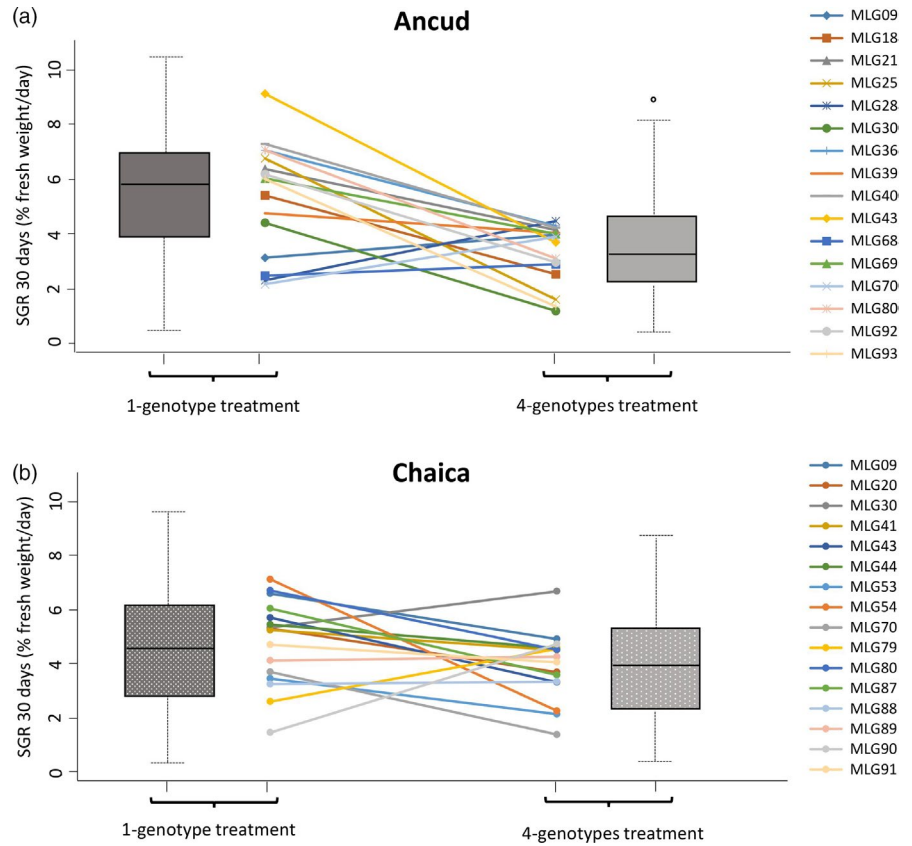 (a)
Ancud
SGR 30 days (% fresh weight/day)
10
8
6
4
2
0
1-genotype treatment
4-genotypes treatment
MLG09
MLG18
MLG21
MLG25
MLG28
MLG30
MLG36
MLG39
MLG40
MLG43
MLG68
MLG69
MLG70
MLG80
MLG92
MLG93
(b)
Chaica
SGR 30 days (% fresh weight/day)
10
8
6
4
2
0
1-genotype treatment
4-genotypes treatment
MLG09
MLG20
MLG30
MLG41
MLG43
MLG44
MLG53
MLG54
MLG70
MLG79
MLG80
MLG87
MLG88
MLG89
MLG90
MLG91